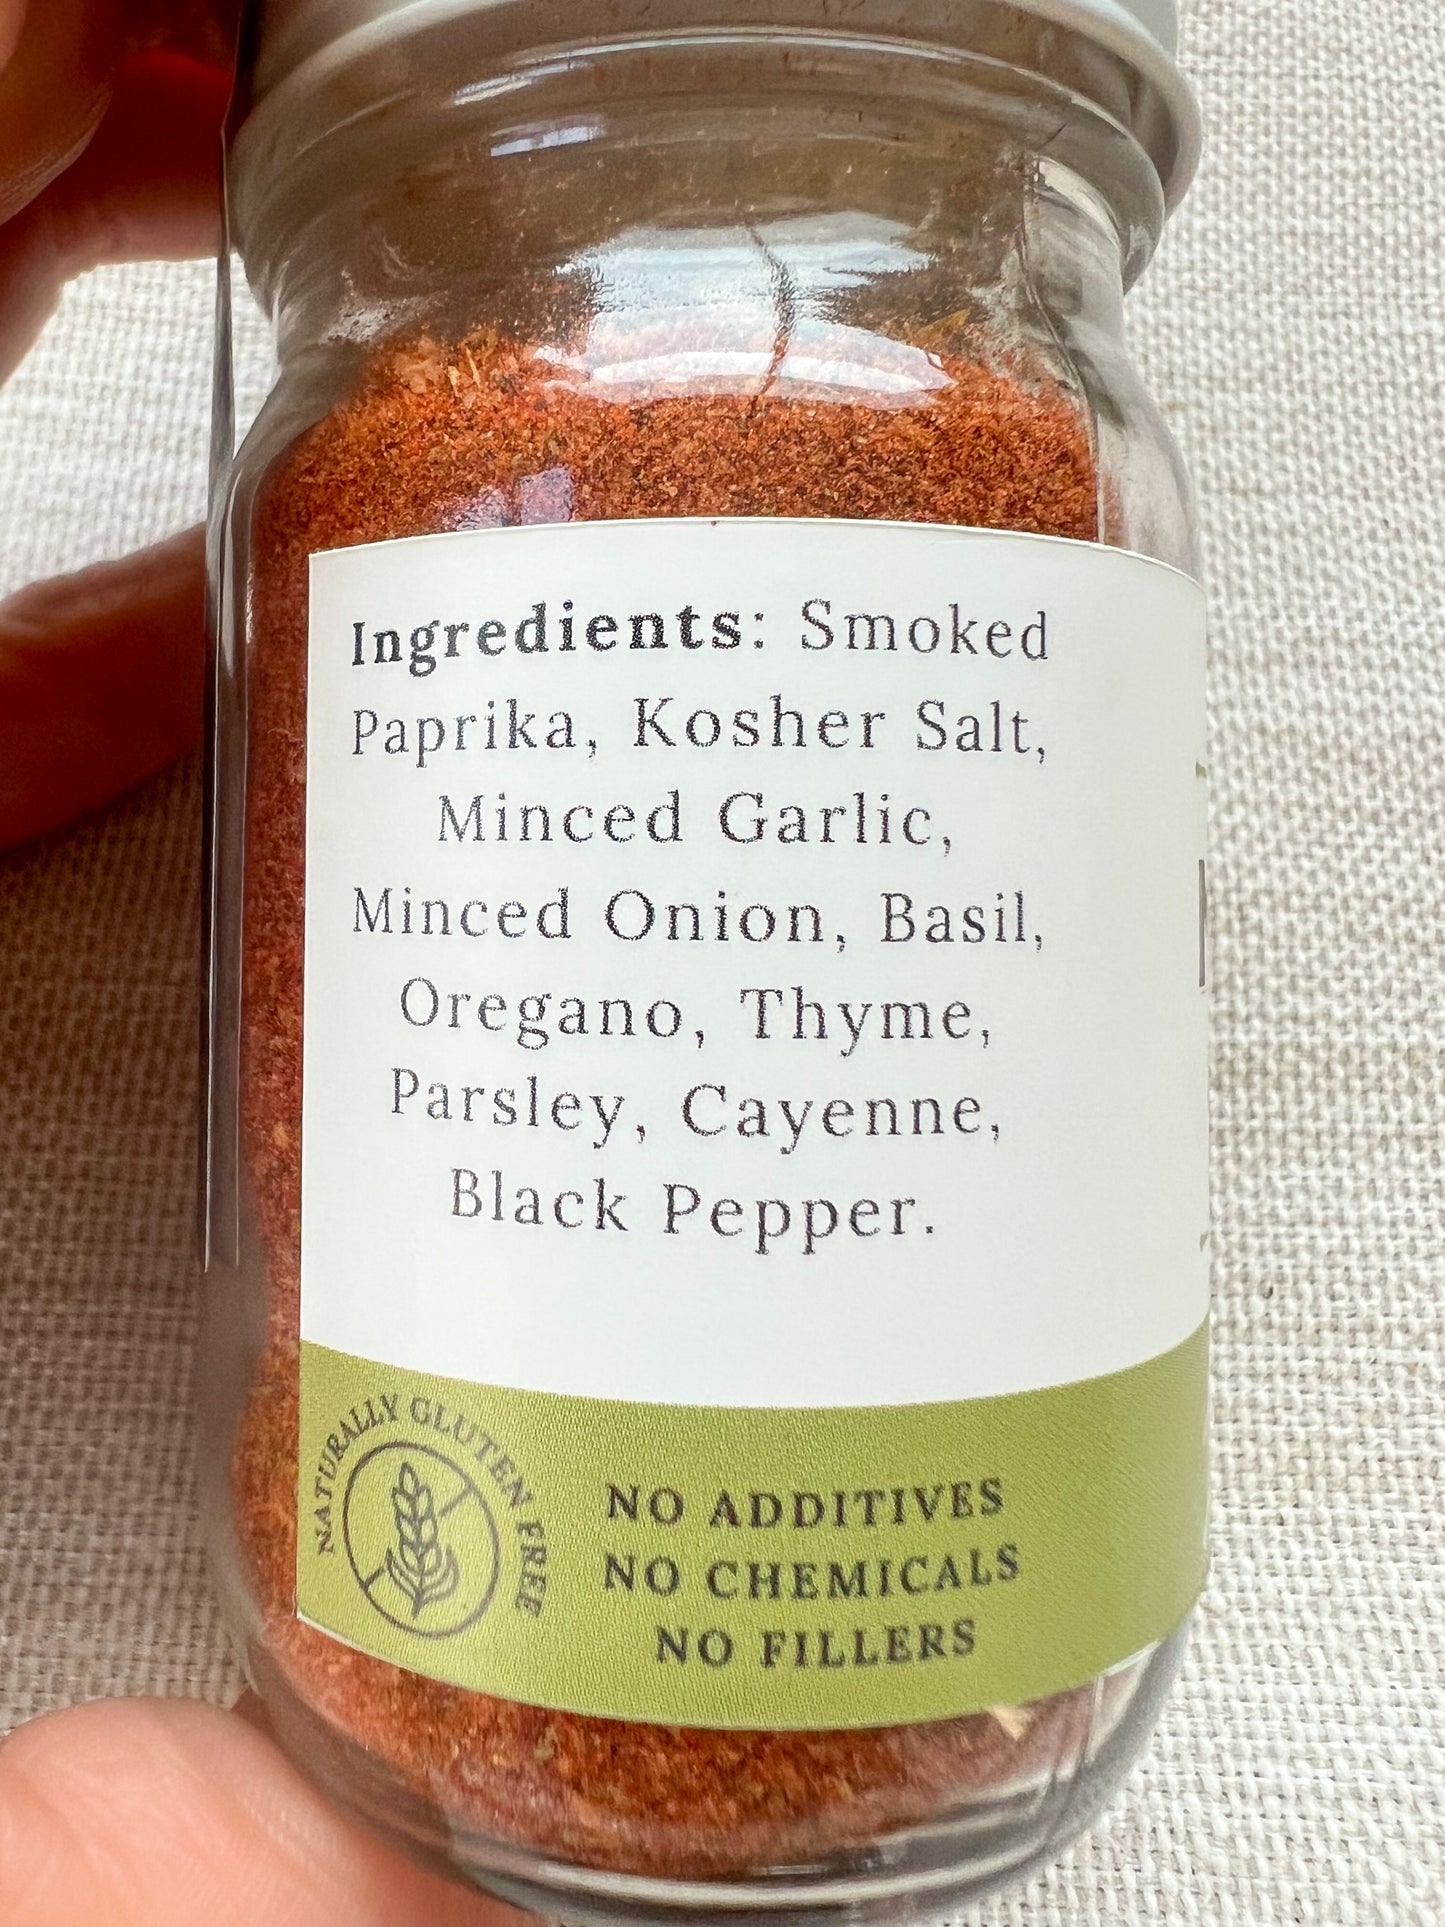 Ingredients: Smoked
Paprika, Kosher Salt,
Minced Garlic,
Minced Onion, Basil,
Oregano, Thyme,
Parsley, Cayenne,
Black Pepper.
NATURALLY GLUTEN FREE
NO ADDITIVES
NO CHEMICALS
NO FILLERS